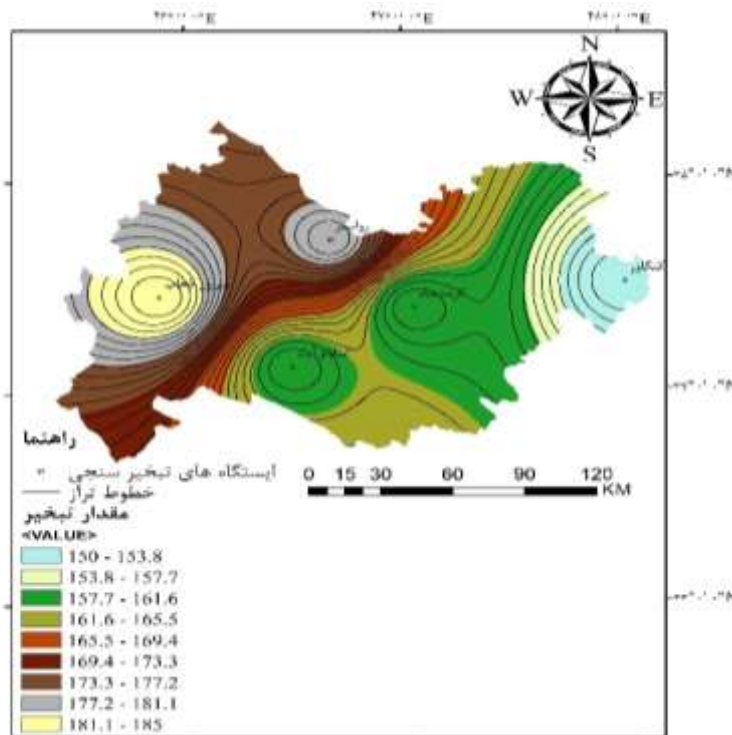 N
W E
S
کرمانشاه
کنگاور
راهنما
ایستگاه های تبخیر سنجی
خطوط تراز
مقدار تبخیر
<VALUE>
150 - 153.8
153.8 - 157.7
157.7 - 161.6
161.6 - 165.5
165.5 - 169.4
169.4 - 173.3
173.3 - 177.2
177.2 - 181.1
181.1 - 185
0 15 30 60 90 120
KM